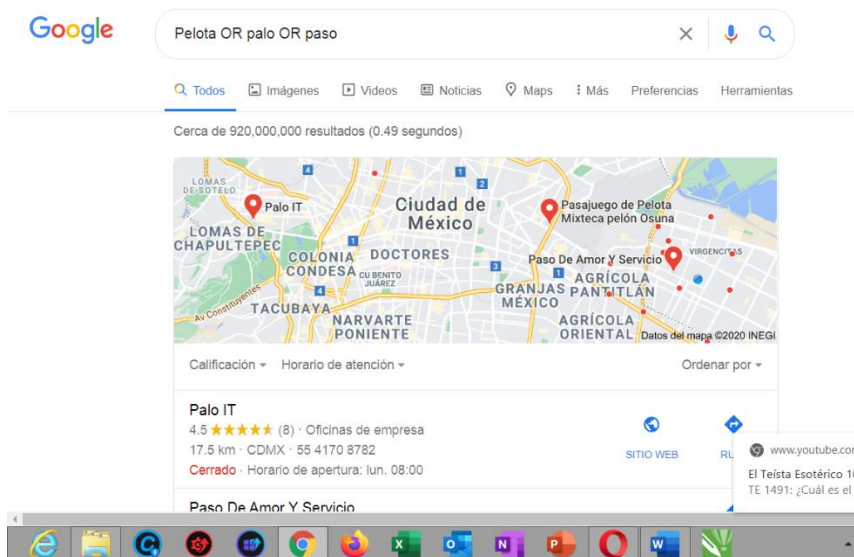 Google
Pelota OR palo OR paso
Todos Imágenes Videos Noticias Maps Más Preferencias Herramientas
Cerca de 920,000,000 resultados (0.49 segundos)
LOMAS
DE SOTELO
Palo IT
Ciudad de
México
Pasajuego de Pelota
Mixteca pelón Osuna
LOMAS DE
CHAPULTEPEC
COLONIA
CONDESA
DOCTORES
CU BENITO
JUÁREZ
Paso De Amor Y Servicio
VIRGENCITAS
AGRÍCOLA
PANTITLÁN
GRANJAS
MÉXICO
Av Constituyentes
TACUBAYA
NARVARTE
PONIENTE
AGRÍCOLA
ORIENTAL
Datos del mapa ©2020 INEGI
Calificación Horario de atención Ordenar por
Palo IT
4.5 (8) · Oficinas de empresa
17.5 km · CDMX · 55 4170 8782
Cerrado · Horario de apertura: lun. 08:00
SITIO WEB
www.youtube.con
El Teísta Esotérico
TE 1491: ¿Cuál es el
Paso De Amor Y Servicio